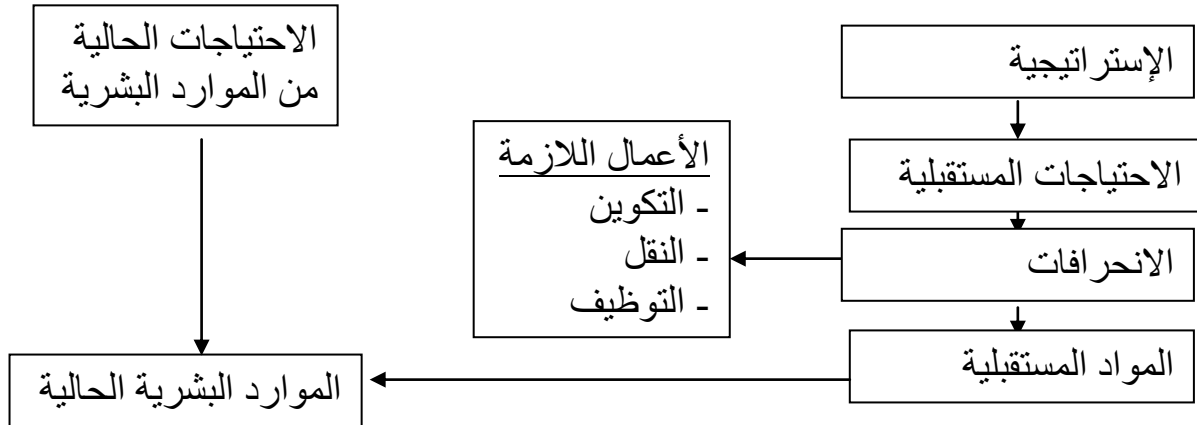 الإستراتيجية
الاحتياجات المستقبلية
الانحرافات
المواد المستقبلية
الأعمال اللازمة
- التكوين
- النقل
- التوظيف
الاحتياجات الحالية
من الموارد البشرية
الموارد البشرية الحالية